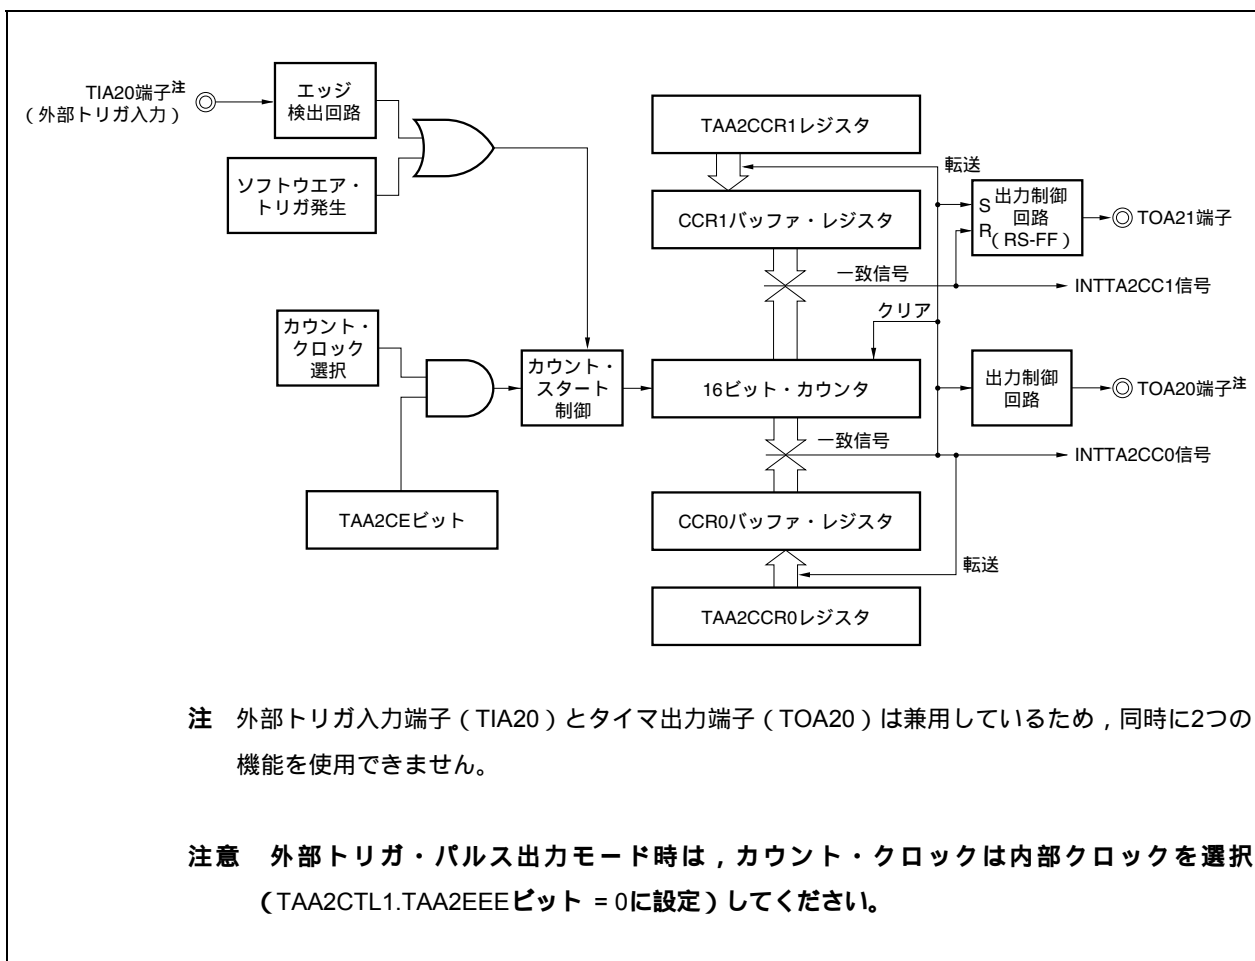 TIA20端子注
（外部トリガ入力）
エッジ
検出回路
ソフトウエア・
トリガ発生
カウント・
クロック
選択
TAA2CEビット
カウント・
スタート
制御
TAA2CCR1レジスタ
転送
CCR1バッファ・レジスタ
一致信号
クリア
16ビット・カウンタ
一致信号
CCR0バッファ・レジスタ
転送
TAA2CCR0レジスタ
S
R
出力制御
回路
（RS-FF）
TOA21端子
INTTA2CC1信号
出力制御
回路
TOA20端子注
INTTA2CC0信号
注　外部トリガ入力端子（TIA20）とタイマ出力端子（TOA20）は兼用しているため，同時に2つの
機能を使用できません。
注意　外部トリガ・パルス出力モード時は，カウント・クロックは内部クロックを選択
（TAA2CTL1.TAA2EEEビット = 0に設定）してください。